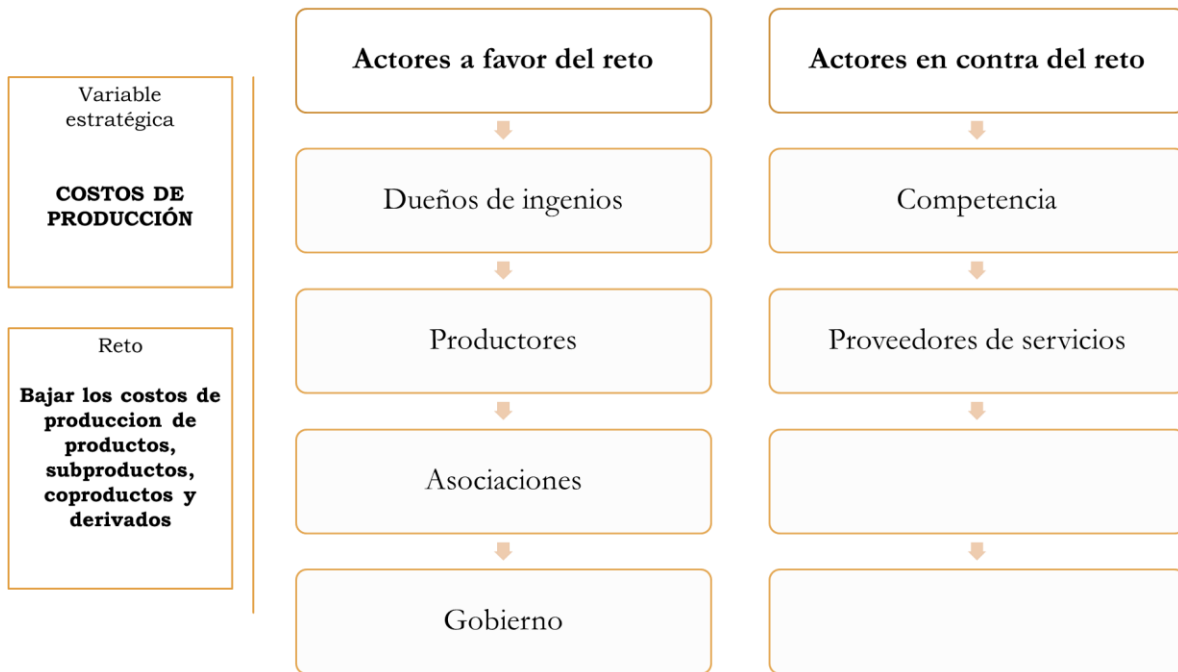 Variable
estratégica
COSTOS DE
PRODUCCIÓN
Reto
Bajar los costos de
produccion de
productos,
subproductos,
coproductos y
derivados
Actores a favor del reto
Dueños de ingenios
Productores
Asociaciones
Gobierno
Actores en contra del reto
Competencia
Proveedores de servicios